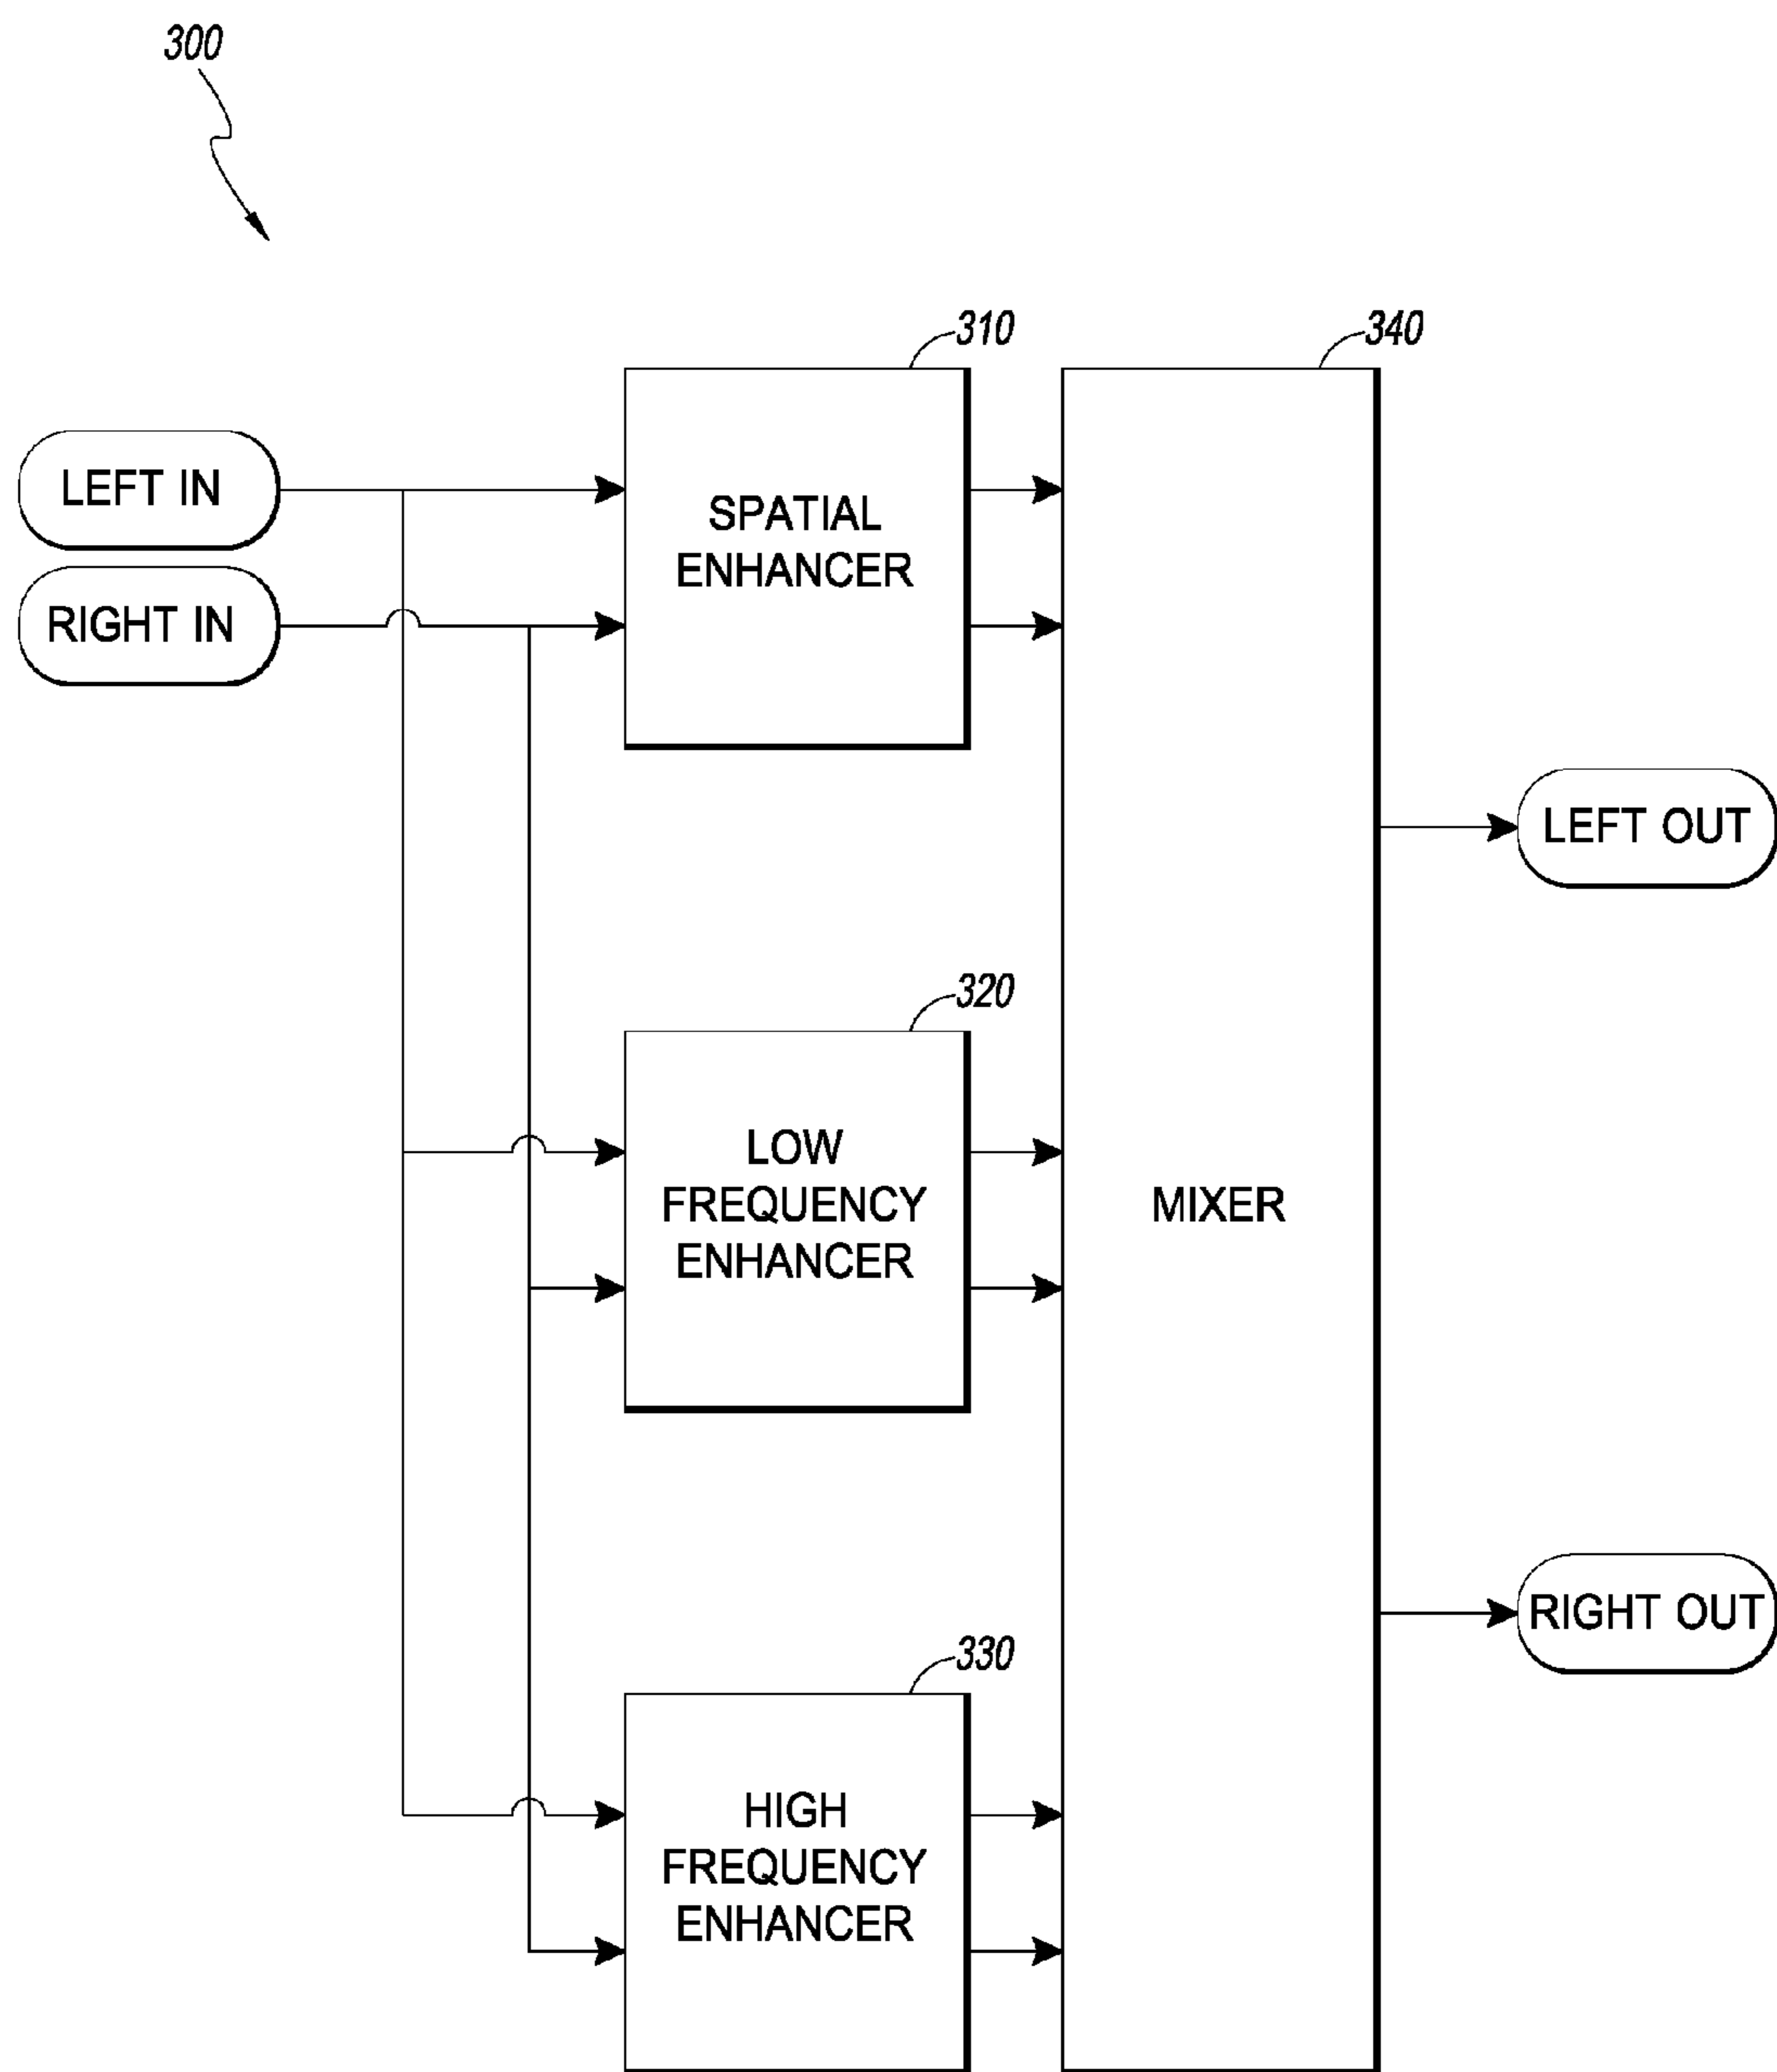 300
310
340
LEFT IN
SPATIAL
ENHANCER
RIGHT IN
LEFT OUT
320
LOW
FREQUENCY
ENHANCER
MIXER
RIGHT OUT
330
HIGH
FREQUENCY
ENHANCER